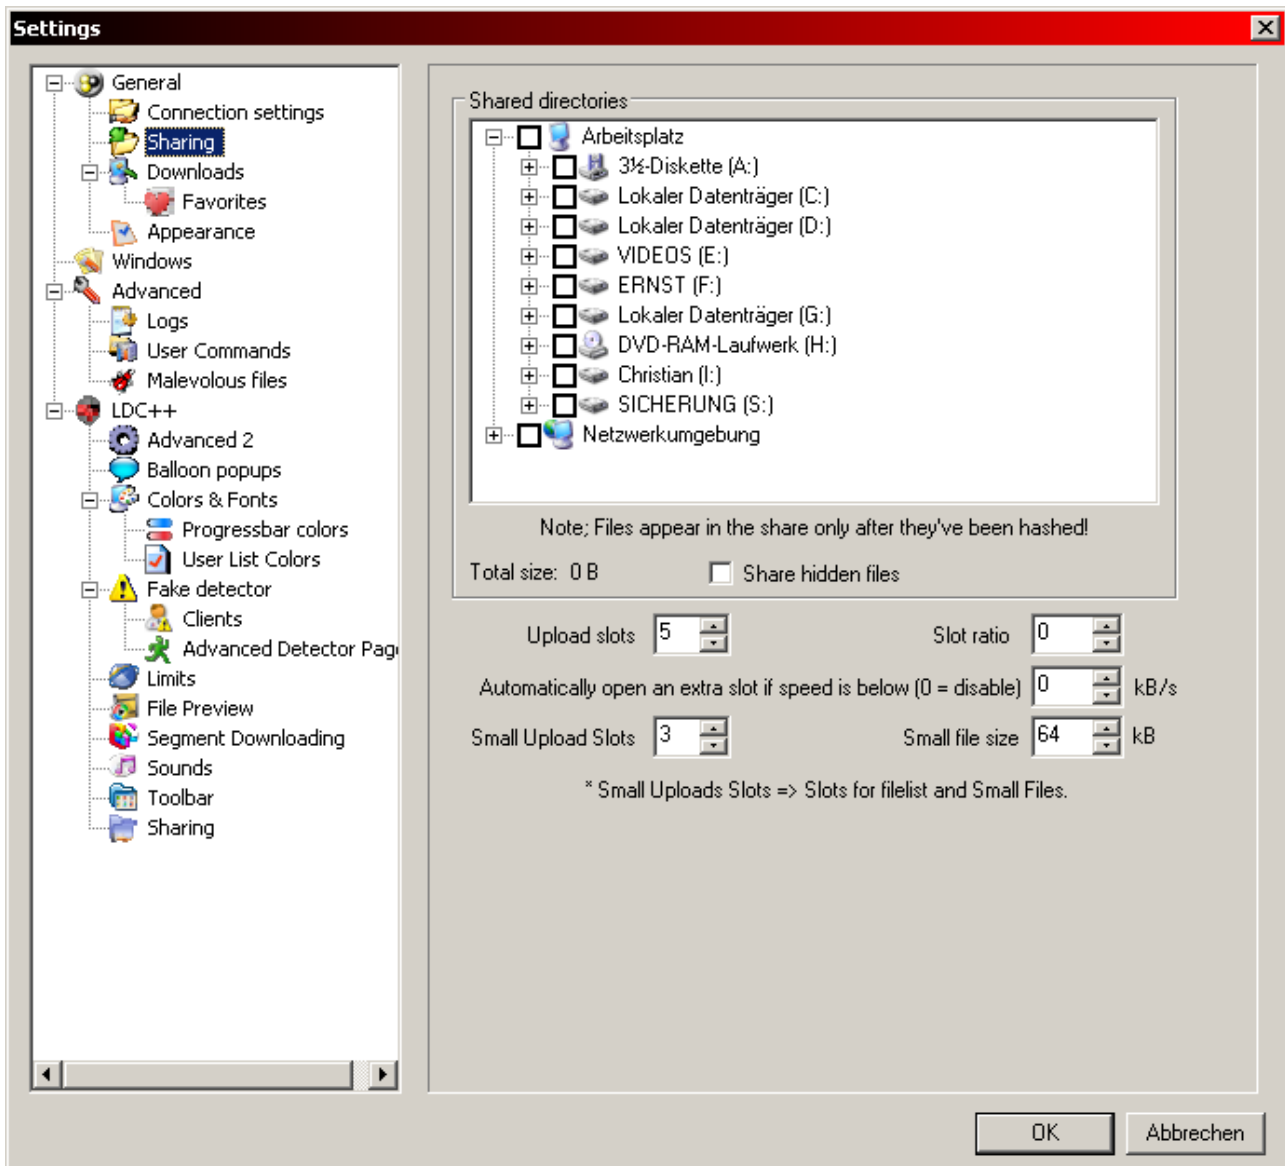 Settings
General
Connection settings
Sharing
Downloads
Favorites
Appearance
Windows
Advanced
Logs
User Commands
Malevolous files
LDC++
Advanced 2
Balloon popups
Colors & Fonts
Progressbar colors
User List Colors
Fake detector
Clients
Advanced Detector Pag
Limits
File Preview
Segment Downloading
Sounds
Toolbar
Sharing
Shared directories
Arbeitsplatz
3½-Diskette (A:)
Lokaler Datenträger (C:)
Lokaler Datenträger (D:)
VIDEOS (E:)
ERNST (F:)
Lokaler Datenträger (G:)
DVD-RAM-Laufwerk (H:)
Christian (I:)
SICHERUNG (S:)
Netzwerkumgebung
Note; Files appear in the share only after they've been hashed!
Total size: 0 B Share hidden files
Upload slots 5 Slot ratio 0
Automatically open an extra slot if speed is below (0 = disable) 0 kB/s
Small Upload Slots 3 Small file size 64 kB
* Small Uploads Slots => Slots for filelist and Small Files.
OK Abbrechen